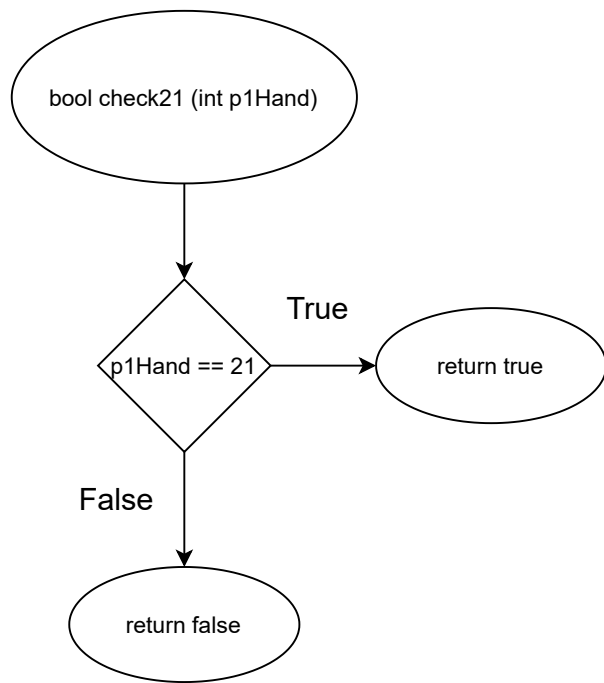 bool check21 (int p1Hand)
True
p1Hand == 21
return true
False
return false